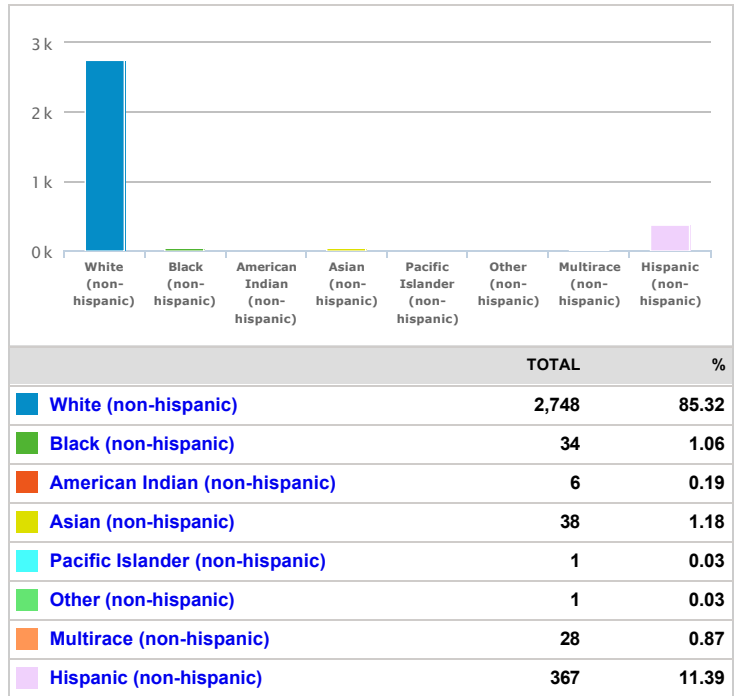 3 k
2 k
1 k
0 k
White Black American Asian Pacific Other Multirace Hispanic
(non- (non- Indian (non- Islander (non- (non- (non-
hispanic) hispanic) (non- hispanic) (non- hispanic) hispanic) hispanic)
hispanic) hispanic)
TOTAL %
White (non-hispanic) 2,748 85.32
Black (non-hispanic) 34 1.06
American Indian (non-hispanic) 6 0.19
Asian (non-hispanic) 38 1.18
Pacific Islander (non-hispanic) 1 0.03
Other (non-hispanic) 1 0.03
Multirace (non-hispanic) 28 0.87
Hispanic (non-hispanic) 367 11.39